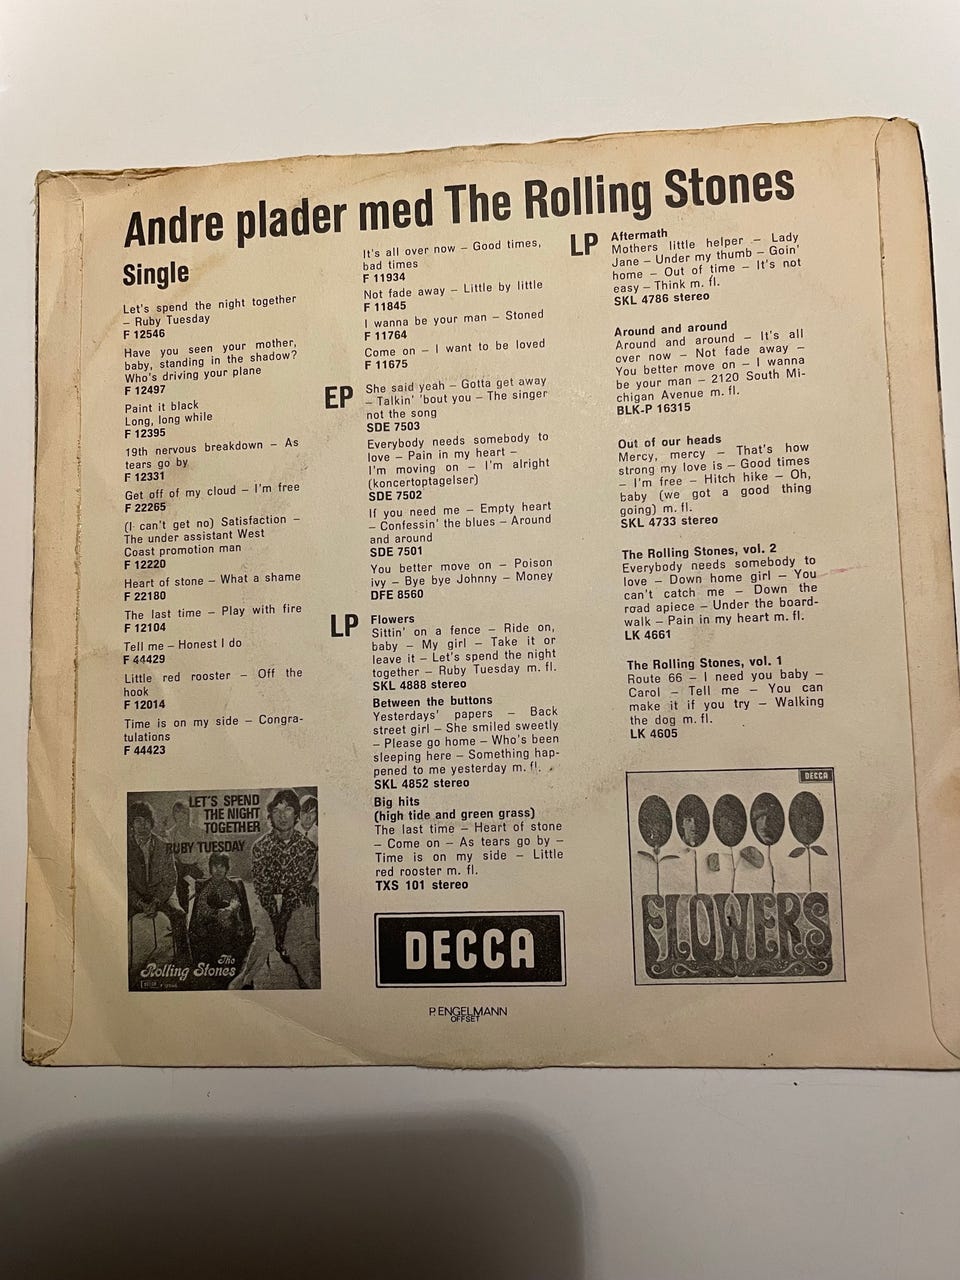 Andre plader med The Rolling Stones
Single
Let's spend the night together
– Ruby Tuesday
F 12546
Have you seen your mother,
baby, standing in the shadow?
Who's driving your plane
F 12497
Paint it black
Long, long while
F 12395
19th nervous breakdown – As
tears go by
F 12331
Get off of my cloud – I'm free
F 22265
(I can't get no) Satisfaction –
The under assistant West
Coast promotion man
F 12220
Heart of stone – What a shame
F 22180
The last time – Play with fire
F 12104
Tell me – Honest I do
F 44429
Little red rooster – Off the
hook
F 12014
Time is on my side – Congra-
tulations
F 44423
It's all over now – Good times,
bad times
F 11934
Not fade away – Little by little
F 11845
I wanna be your man – Stoned
F 11764
Come on – I want to be loved
F 11675
EP
She said yeah – Gotta get away
– Talkin' 'bout you – The singer
not the song
SDE 7503
Everybody needs somebody to
love – Pain in my heart –
I'm moving on – I'm alright
(koncertoptagelser)
SDE 7502
If you need me – Empty heart
– Confessin' the blues – Around
and around
SDE 7501
You better move on – Poison
ivy – Bye bye Johnny – Money
DFE 8560
LP
Flowers
Sittin' on a fence – Ride on,
baby – My girl – Take it or
leave it – Let's spend the night
together – Ruby Tuesday m. fl.
SKL 4888 stereo
Between the buttons
Yesterdays' papers – Back
street girl – She smiled sweetly
– Please go home – Who's been
sleeping here – Something hap-
pened to me yesterday m. fl.
SKL 4852 stereo
Big hits
(high tide and green grass)
The last time – Heart of stone
– Come on – As tears go by –
Time is on my side – Little
red rooster m. fl.
TXS 101 stereo
LP
Aftermath
Mothers little helper – Lady
Jane – Under my thumb – Goin'
home – Out of time – It's not
easy – Think m. fl.
SKL 4786 stereo
Around and around
Around and around – It's all
over now – Not fade away –
You better move on – I wanna
be your man – 2120 South Mi-
chigan Avenue m. fl.
BLK-P 16315
Out of our heads
Mercy, mercy – That's how
strong my love is – Good times
– I'm free – Hitch hike – Oh,
baby (we got a good thing
going) m. fl.
SKL 4733 stereo
The Rolling Stones, vol. 2
Everybody needs somebody to
love – Down home girl – You
can't catch me – Down the
road apiece – Under the board-
walk – Pain in my heart m. fl.
LK 4661
The Rolling Stones, vol. 1
Route 66 – I need you baby –
Carol – Tell me – You can
make it if you try – Walking
the dog m. fl.
LK 4605
LET'S SPEND
THE NIGHT
TOGETHER
RUBY TUESDAY
The
Rolling Stones
DECCA
P. ENGELMANN
OFFSET
DECCA
FLOWERS